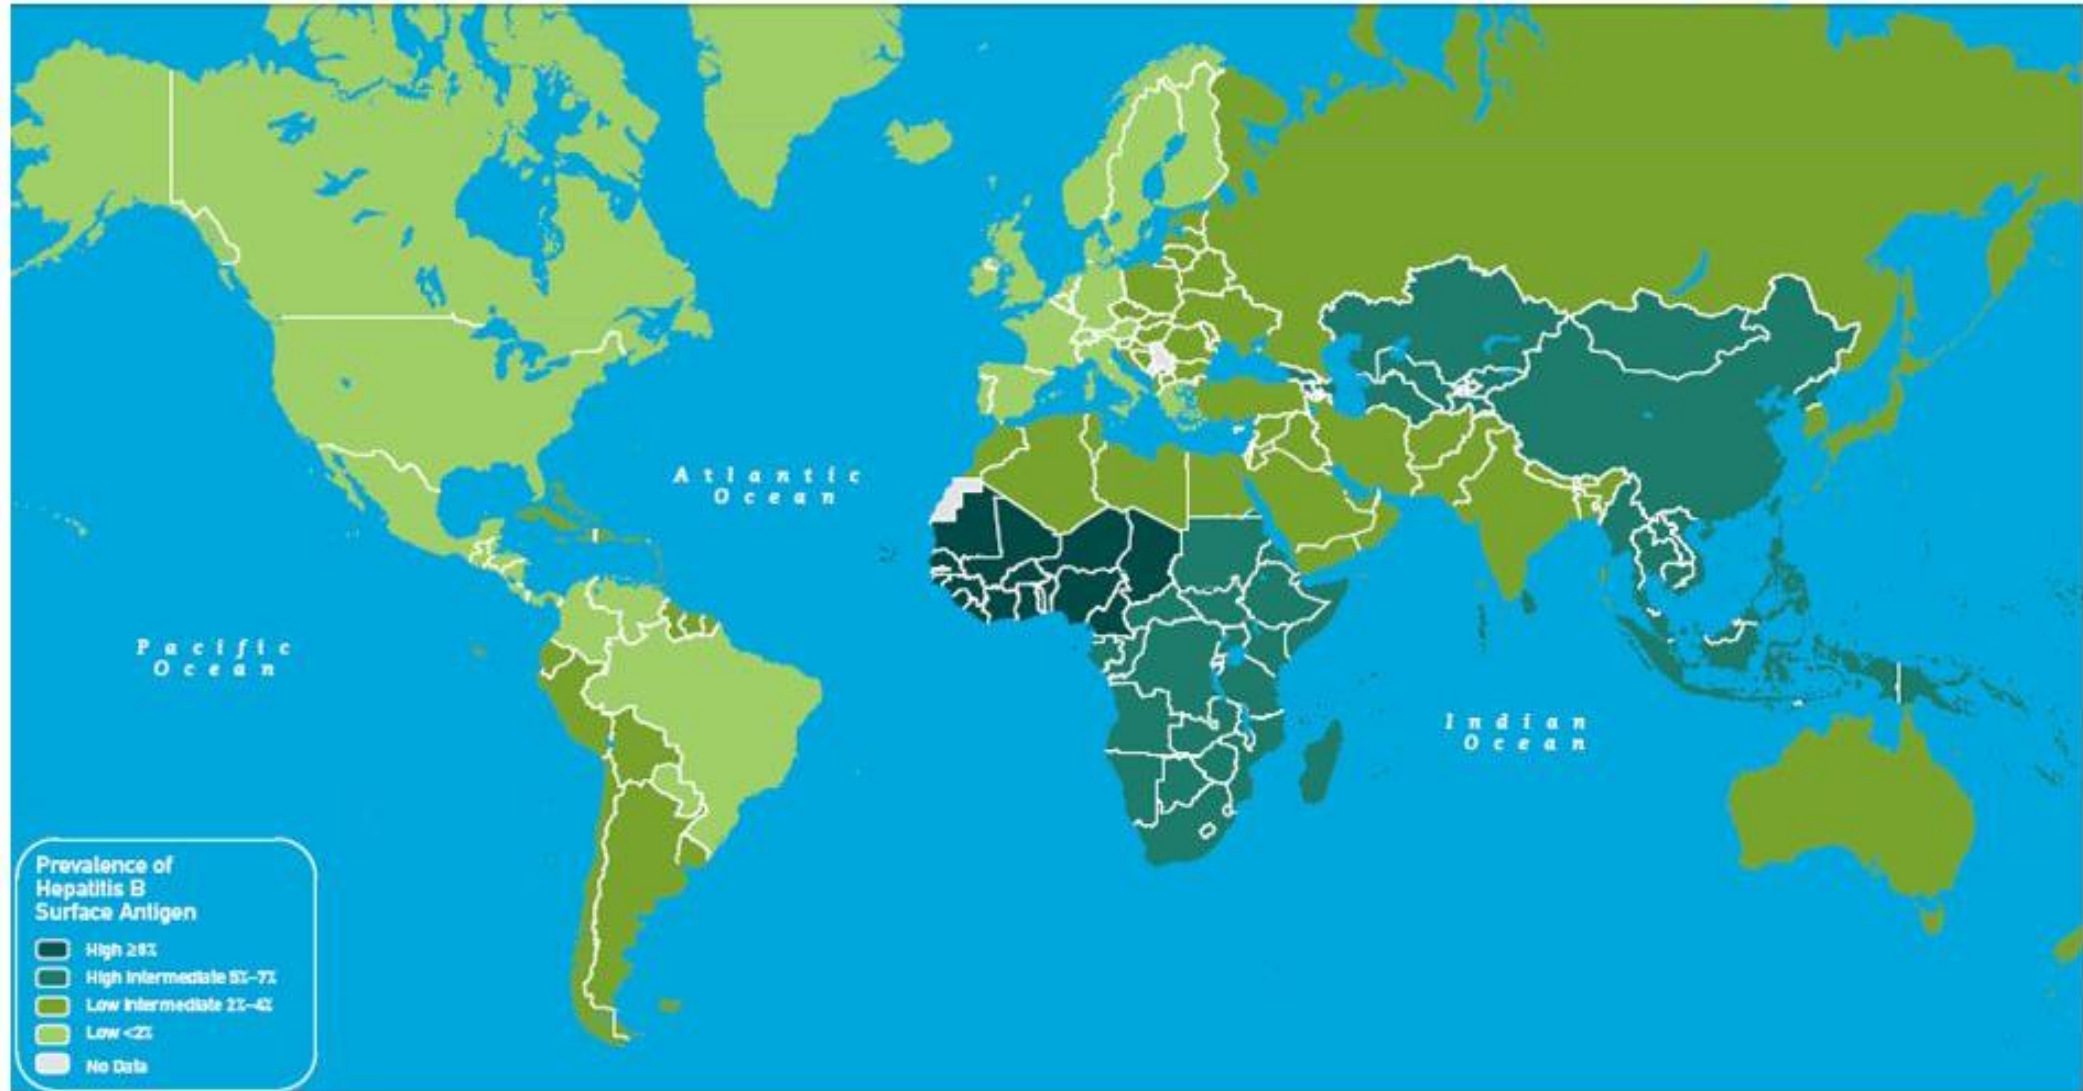 Atlantic
Ocean
Pacific
Ocean
Indian
Ocean
Prevalence of
Hepatitis B
Surface Antigen
High ≥8%
High Intermediate 5%–7%
Low Intermediate 2%–4%
Low <2%
No Data